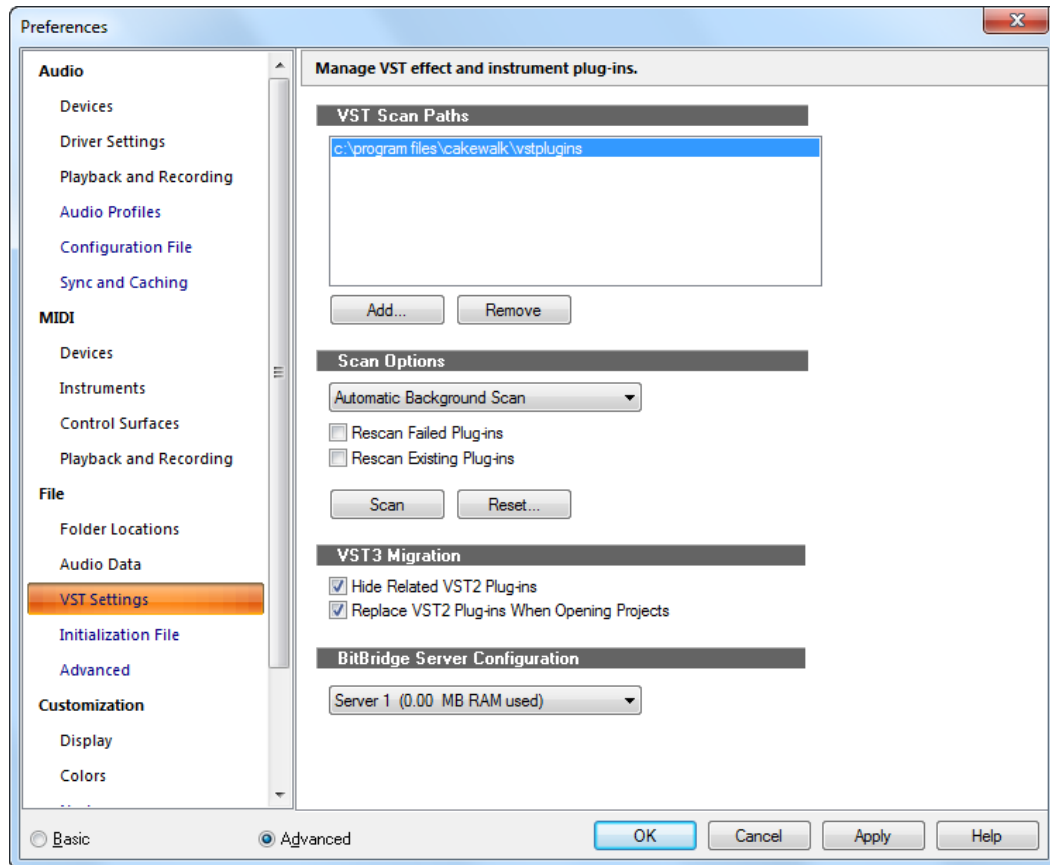 Preferences
Audio
Devices
Driver Settings
Playback and Recording
Audio Profiles
Configuration File
Sync and Caching
MIDI
Devices
Instruments
Control Surfaces
Playback and Recording
File
Folder Locations
Audio Data
VST Settings
Initialization File
Advanced
Customization
Display
Colors
Manage VST effect and instrument plug-ins.
VST Scan Paths
c:\program files\cakewalk\vstplugins
Add...
Remove
Scan Options
Automatic Background Scan
Rescan Failed Plug-ins
Rescan Existing Plug-ins
Scan
Reset...
VST3 Migration
Hide Related VST2 Plug-ins
Replace VST2 Plug-ins When Opening Projects
BitBridge Server Configuration
Server 1 (0.00 MB RAM used)
Basic
Advanced
OK
Cancel
Apply
Help